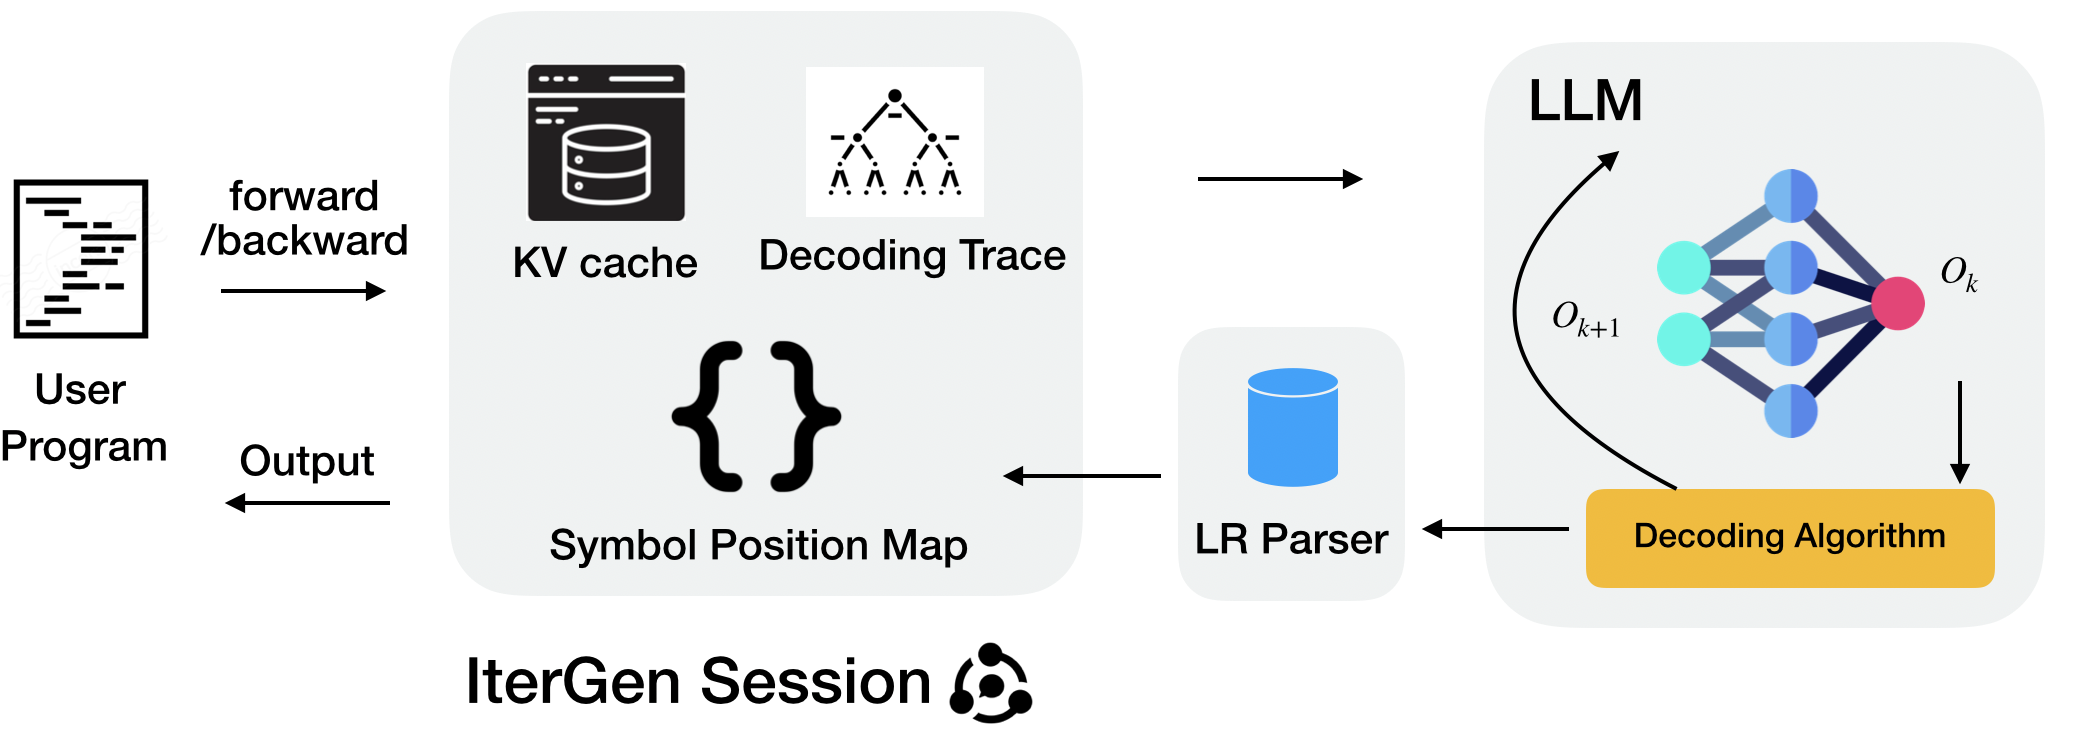 forward
/backward
User
Program
Output
KV cache
Decoding Trace
Symbol Position Map
IterGen Session
LR Parser
LLM
O_{k+1}
O_k
Decoding Algorithm